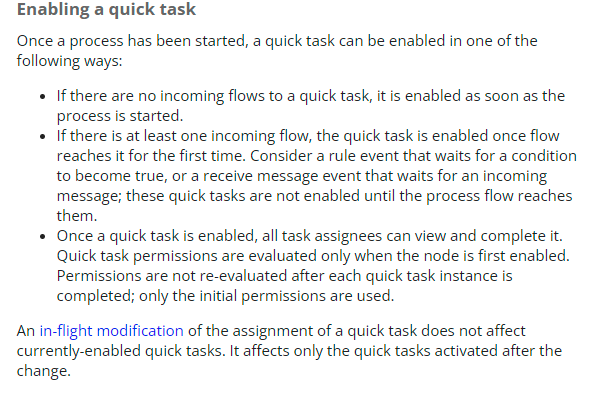 Enabling a quick task
Once a process has been started, a quick task can be enabled in one of the
following ways:
• If there are no incoming flows to a quick task, it is enabled as soon as the
process is started.
• If there is at least one incoming flow, the quick task is enabled once flow
reaches it for the first time. Consider a rule event that waits for a condition
to become true, or a receive message event that waits for an incoming
message; these quick tasks are not enabled until the process flow reaches
them.
• Once a quick task is enabled, all task assignees can view and complete it.
Quick task permissions are evaluated only when the node is first enabled.
Permissions are not re-evaluated after each quick task instance is
completed; only the initial permissions are used.
An in-flight modification of the assignment of a quick task does not affect
currently-enabled quick tasks. It affects only the quick tasks activated after the
change.